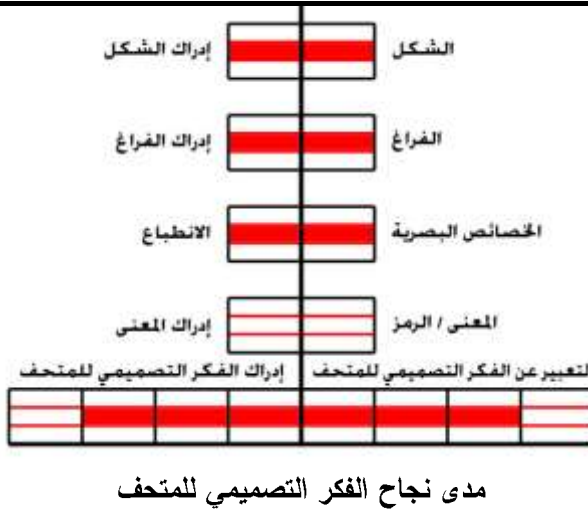 الشكل
إدراك الشكل
الفراغ
إدراك الفراغ
الخصائص البصرية
الانطباع
المعنى / الرمز
إدراك المعنى
لتعبير عن الفكر التصميمي للمتحف
إدراك الفكر التصميمي للمتحف
مدى نجاح الفكر التصميمي للمتحف